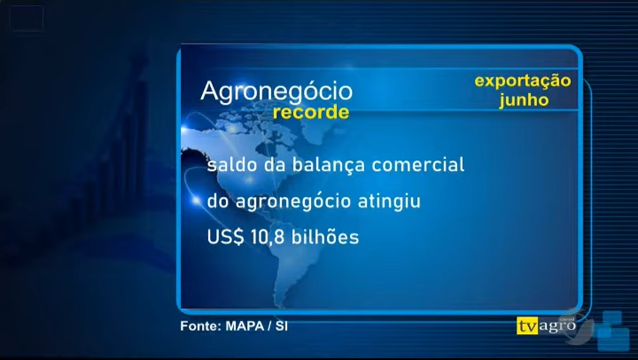 Agronegócio
recorde
exportação
junho
saldo da balança comercial
do agronegócio atingiu
US$ 10,8 bilhões
Fonte: MAPA / SI
tvagro